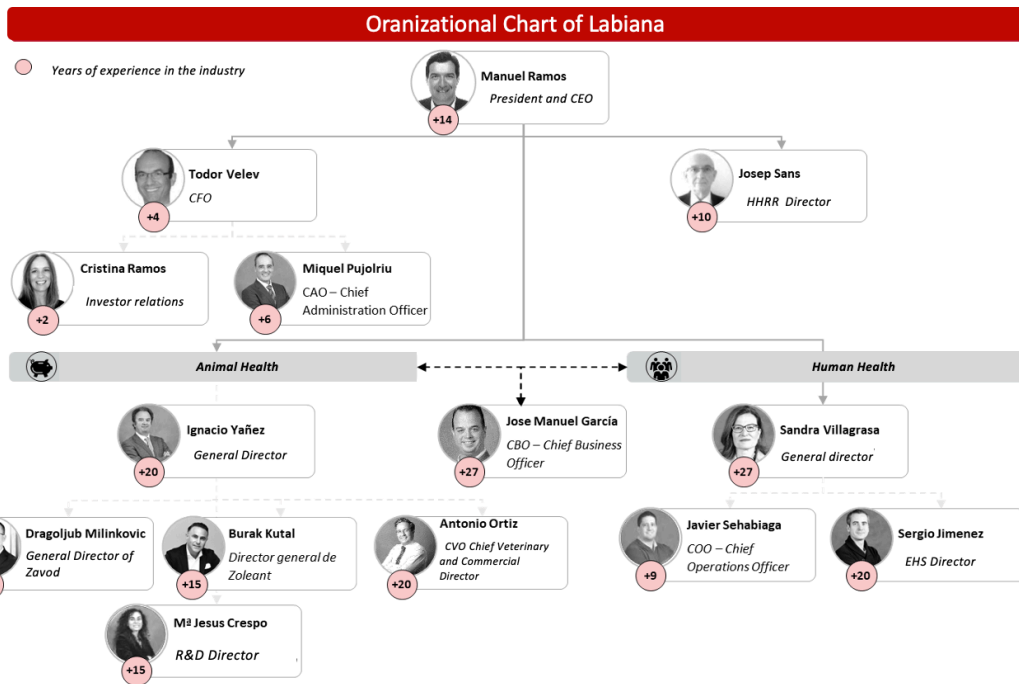 Oranizational Chart of Labiana
Years of experience in the industry
Manuel Ramos
President and CEO
+14
Todor Velev
CFO
+4
Josep Sans
HHRR Director
+10
Cristina Ramos
Investor relations
+2
Miquel Pujolriu
CAO – Chief
Administration Officer
+6
Animal Health
Human Health
Ignacio Yañez
General Director
+20
Jose Manuel García
CBO – Chief Business
Officer
+27
Sandra Villagrasa
General director
+27
Dragoljub Milinkovic
General Director of
Zavod
Burak Kutal
Director general de
Zoleant
+15
Antonio Ortiz
CVO Chief Veterinary
and Commercial
Director
+20
Javier Sehabiaga
COO – Chief
Operations Officer
+9
Sergio Jimenez
EHS Director
+20
Mª Jesus Crespo
R&D Director
+15